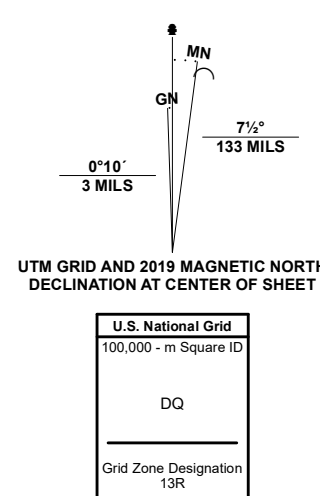 MN
GN
7½°
133 MILS
0°10´
3 MILS
UTM GRID AND 2019 MAGNETIC NORTH
DECLINATION AT CENTER OF SHEET
U.S. National Grid
100,000 - m Square ID
DQ
Grid Zone Designation
13R